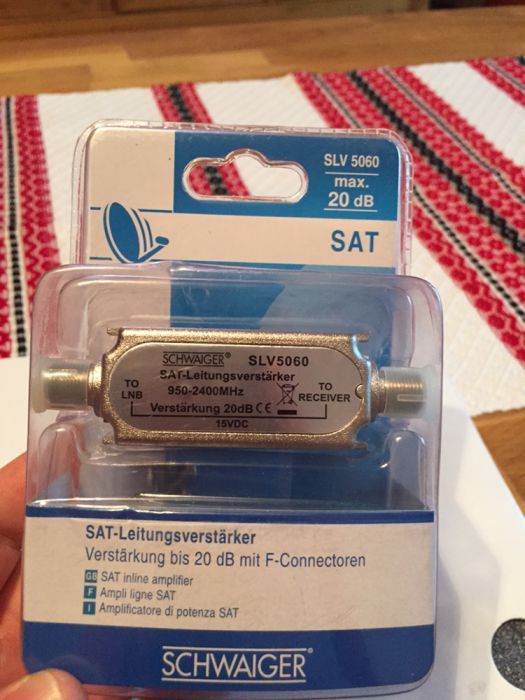 SLV 5060
max.
20 dB
SAT
SCHWAIGER® SLV5060
SAT-Leitungsverstärker
950-2400MHz
TO
LNB
TO
RECEIVER
Verstärkung 20dB CE
15VDC
SAT-Leitungsverstärker
Verstärkung bis 20 dB mit F-Connectoren
GB SAT inline amplifier
F Ampli ligne SAT
I Amplificatore di potenza SAT
SCHWAIGER®